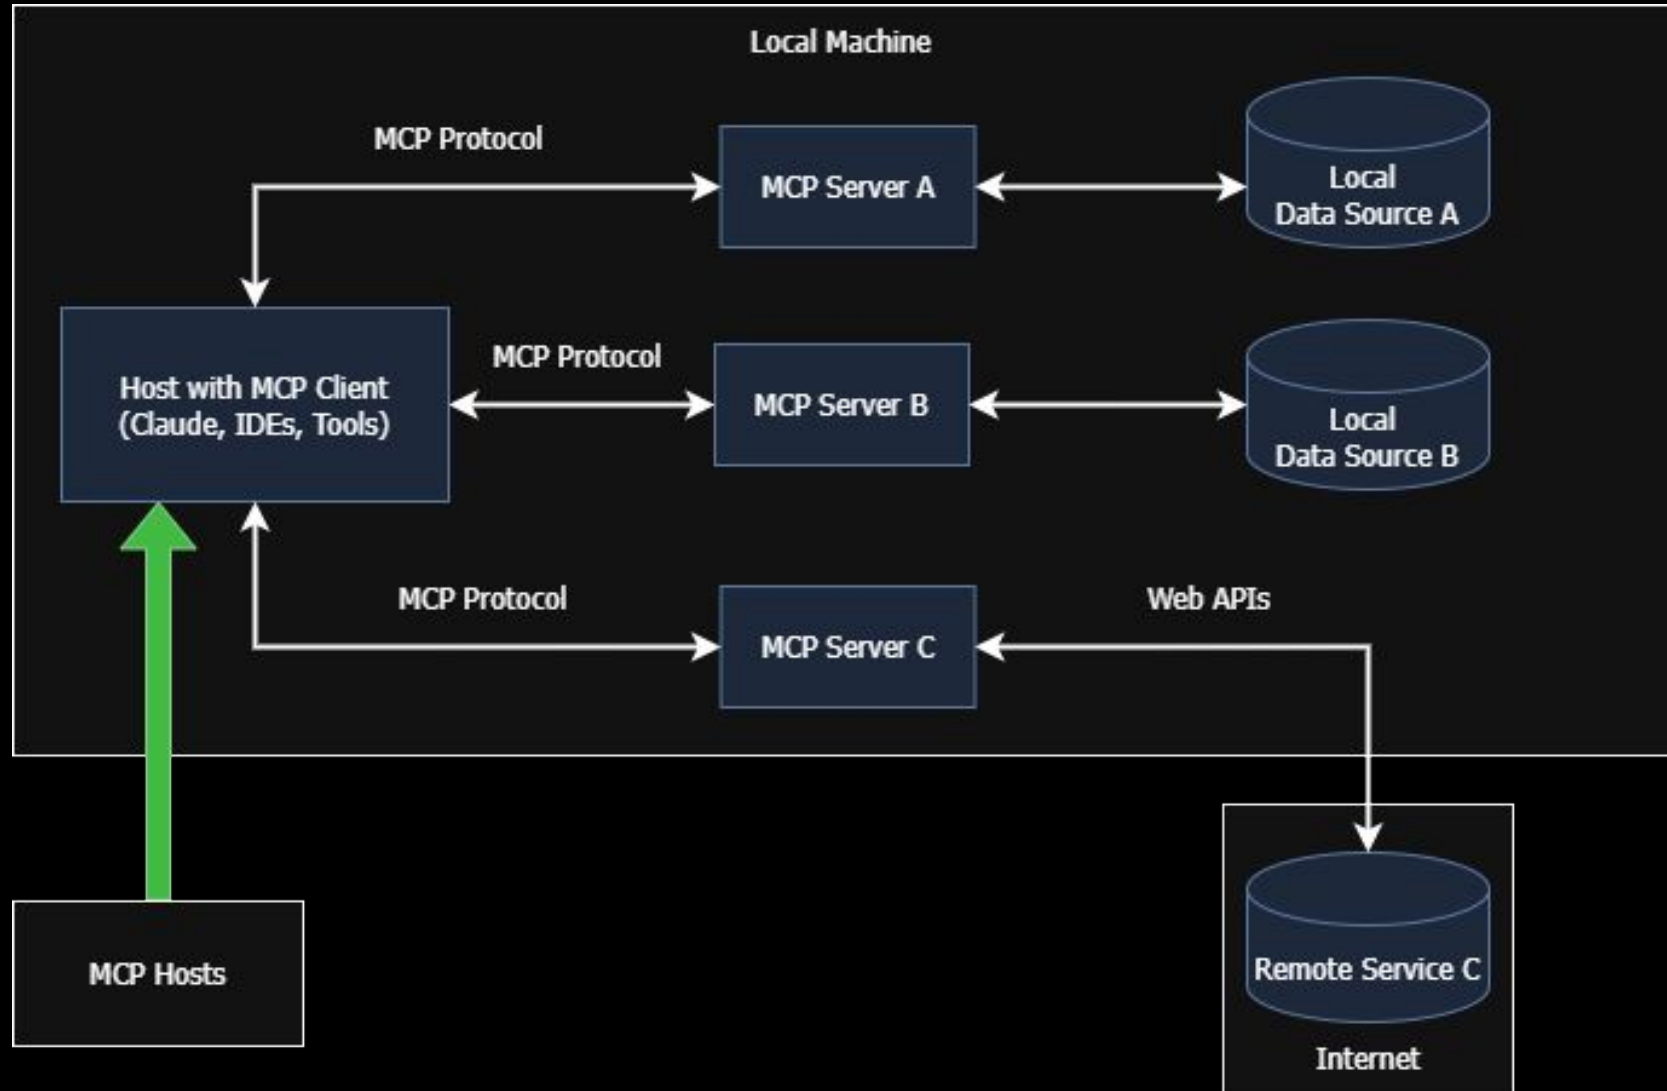 Local Machine
MCP Protocol
MCP Server A
Local
Data Source A
Host with MCP Client
(Claude, IDEs, Tools)
MCP Protocol
MCP Server B
Local
Data Source B
MCP Protocol
MCP Server C
Web APIs
MCP Hosts
Remote Service C
Internet